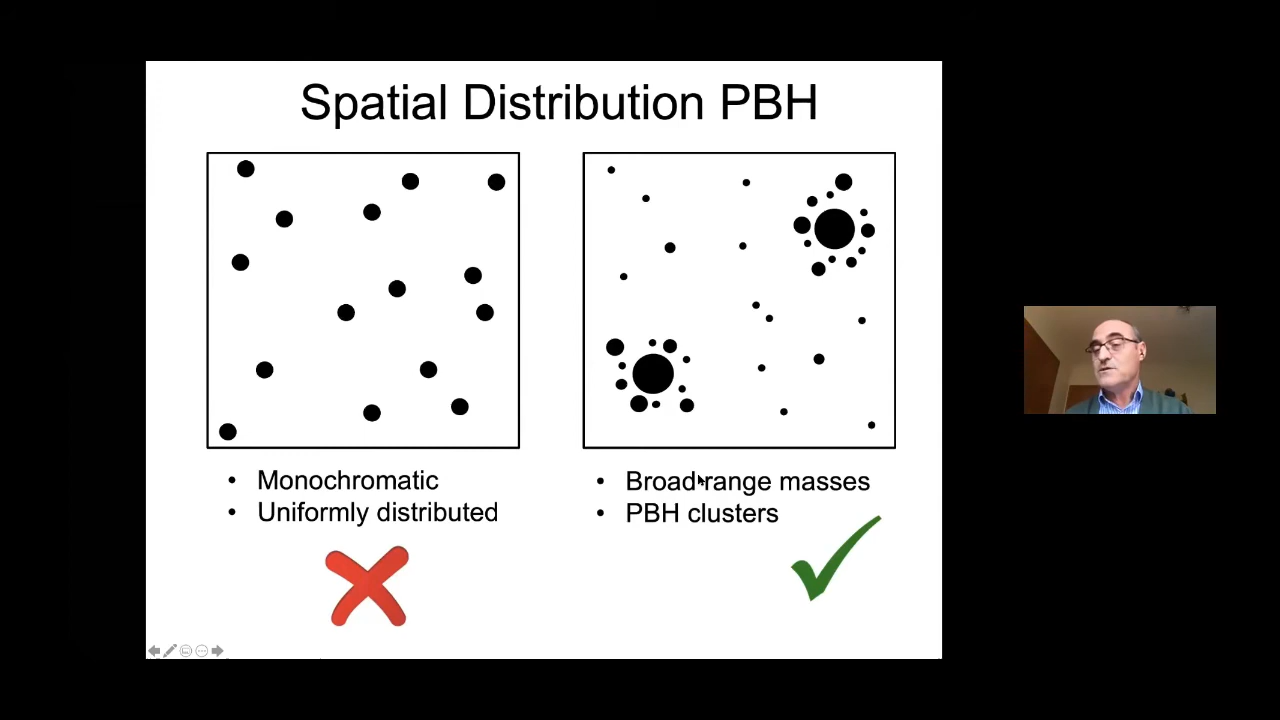 Spatial Distribution PBH
• Monochromatic
• Uniformly distributed
• Broad range masses
• PBH clusters